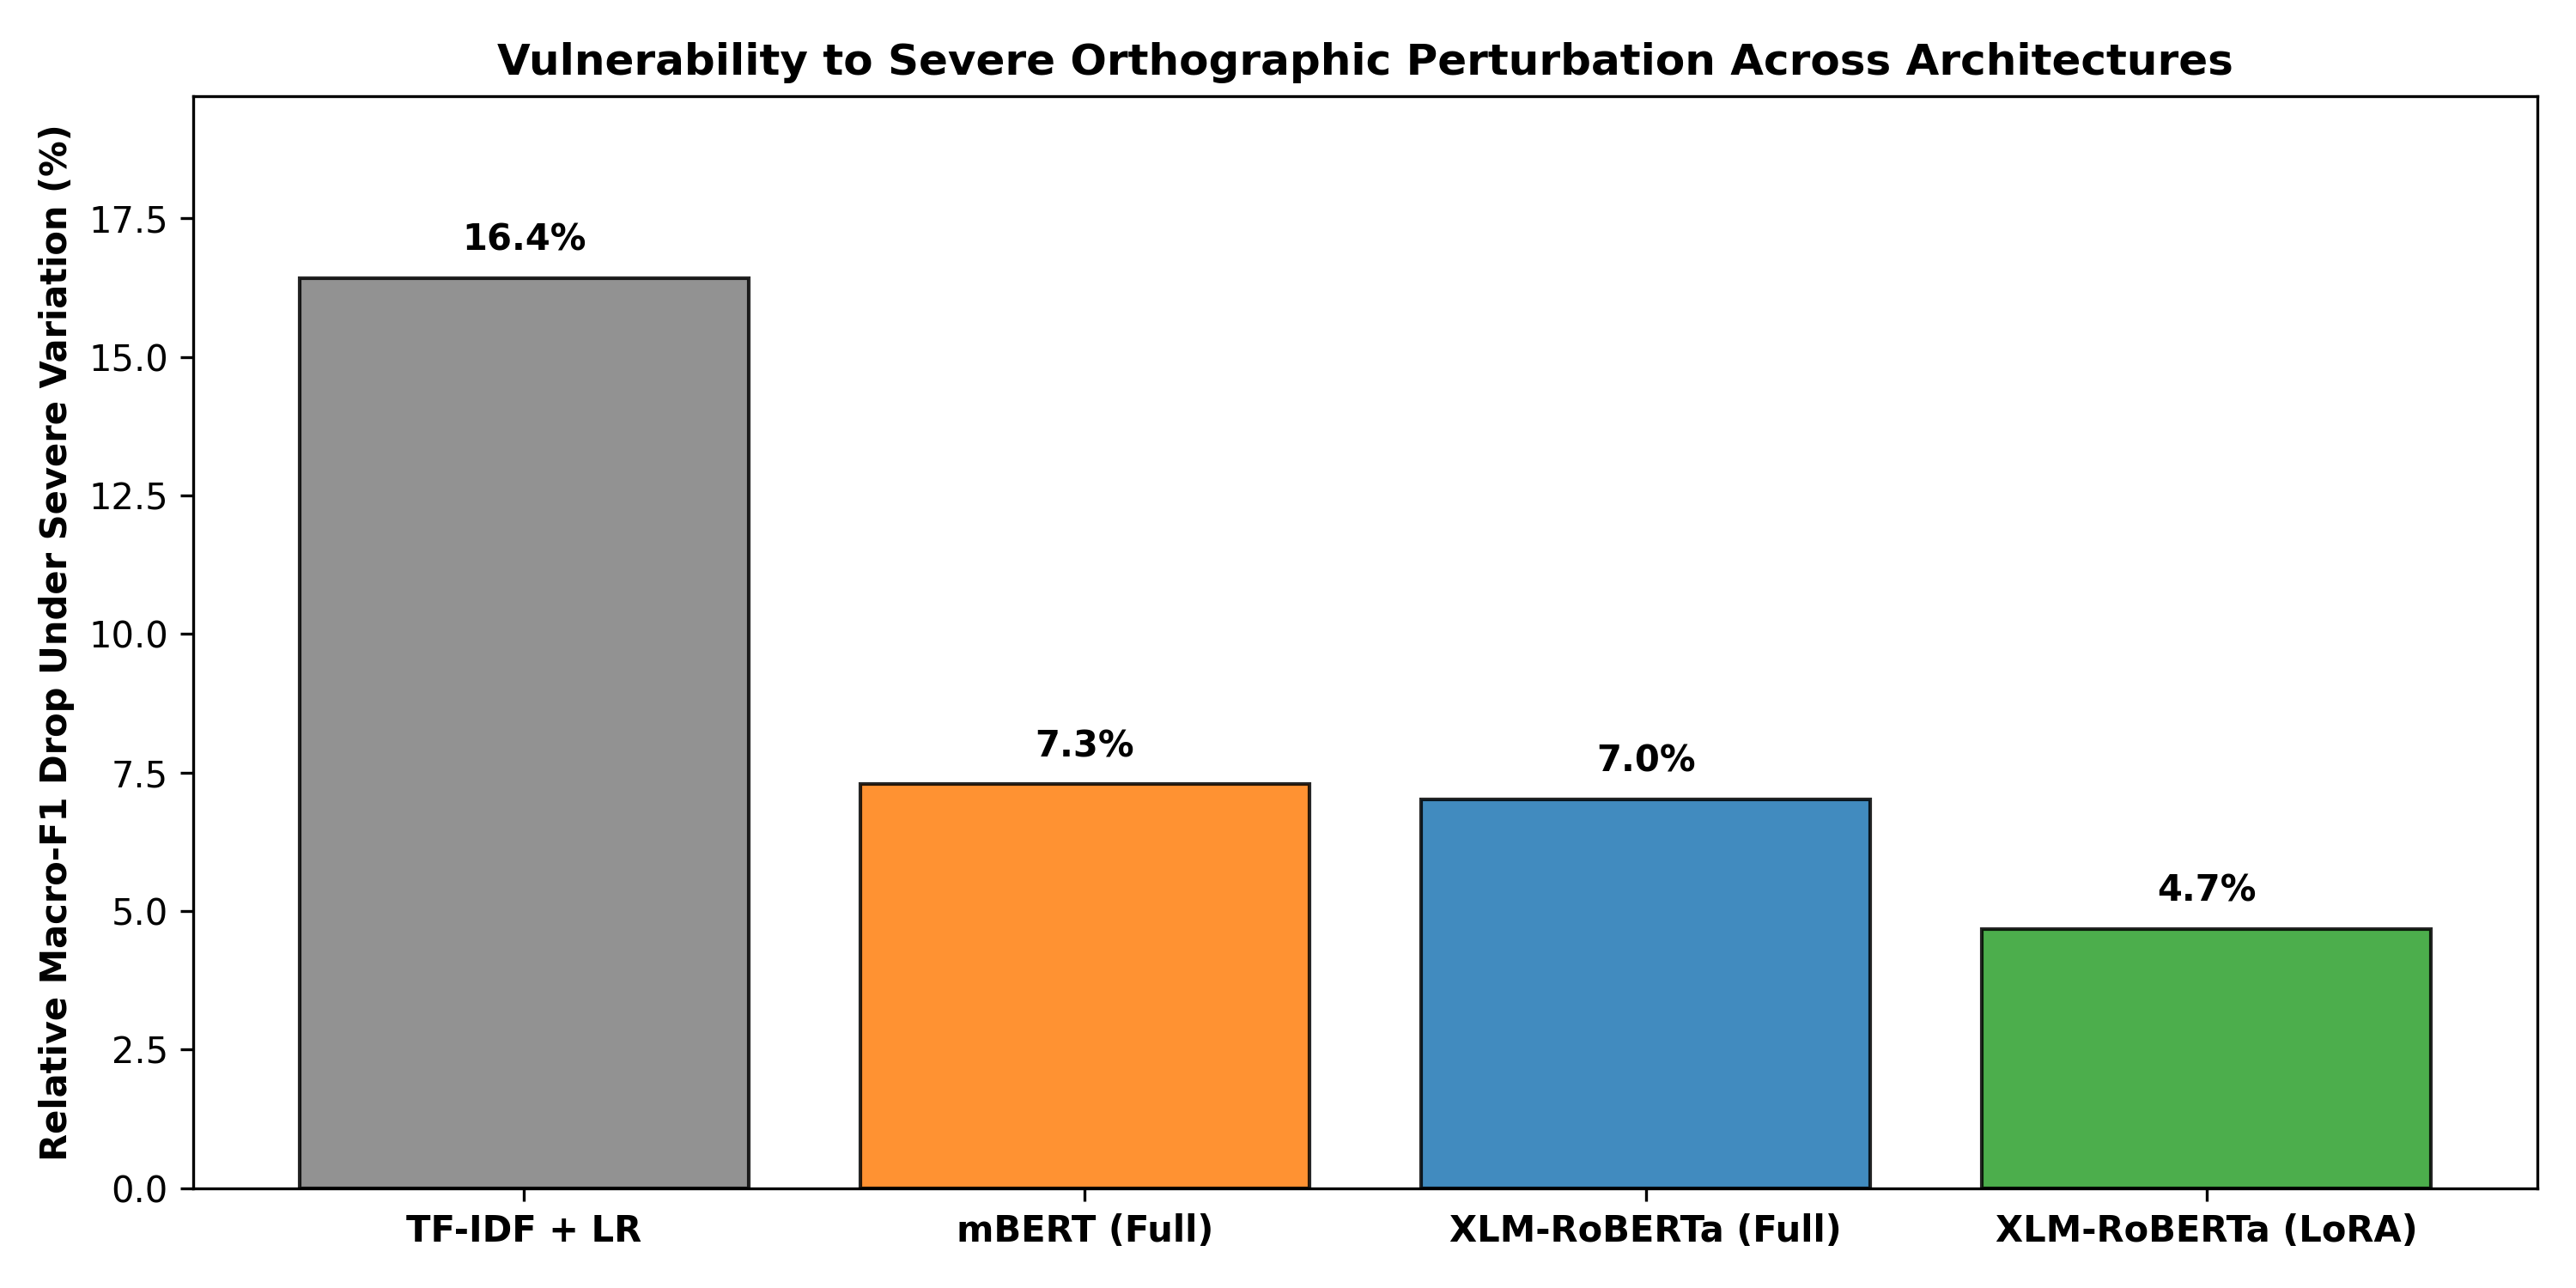 Vulnerability to Severe Orthographic Perturbation Across Architectures
Relative Macro-F1 Drop Under Severe Variation (%)
17.5
15.0
12.5
10.0
7.5
5.0
2.5
0.0
16.4%
7.3%
7.0%
4.7%
TF-IDF + LR
mBERT (Full)
XLM-RoBERTa (Full)
XLM-RoBERTa (LoRA)